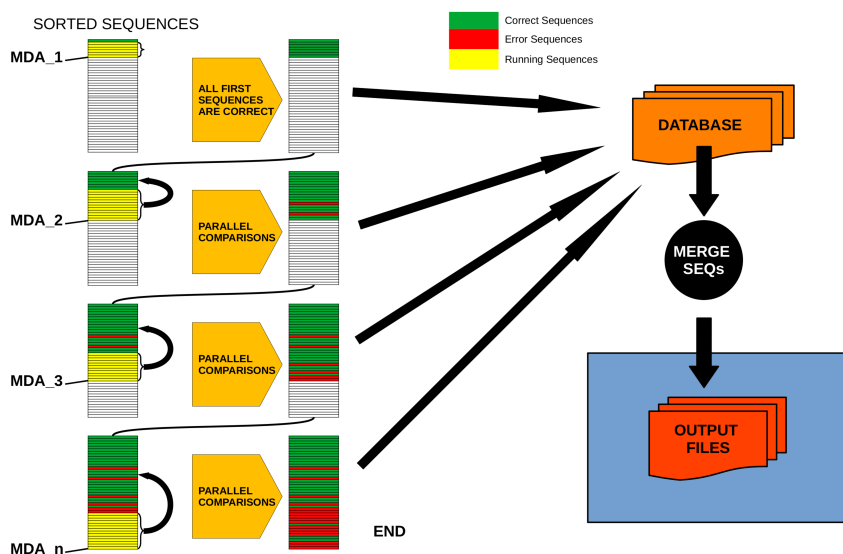 SORTED SEQUENCES
Correct Sequences
Error Sequences
Running Sequences
MDA_1
ALL FIRST
SEQUENCES
ARE CORRECT
DATABASE
MDA_2
PARALLEL
COMPARISONS
MERGE
SEQs
MDA_3
PARALLEL
COMPARISONS
OUTPUT
FILES
PARALLEL
COMPARISONS
END
MDA_n